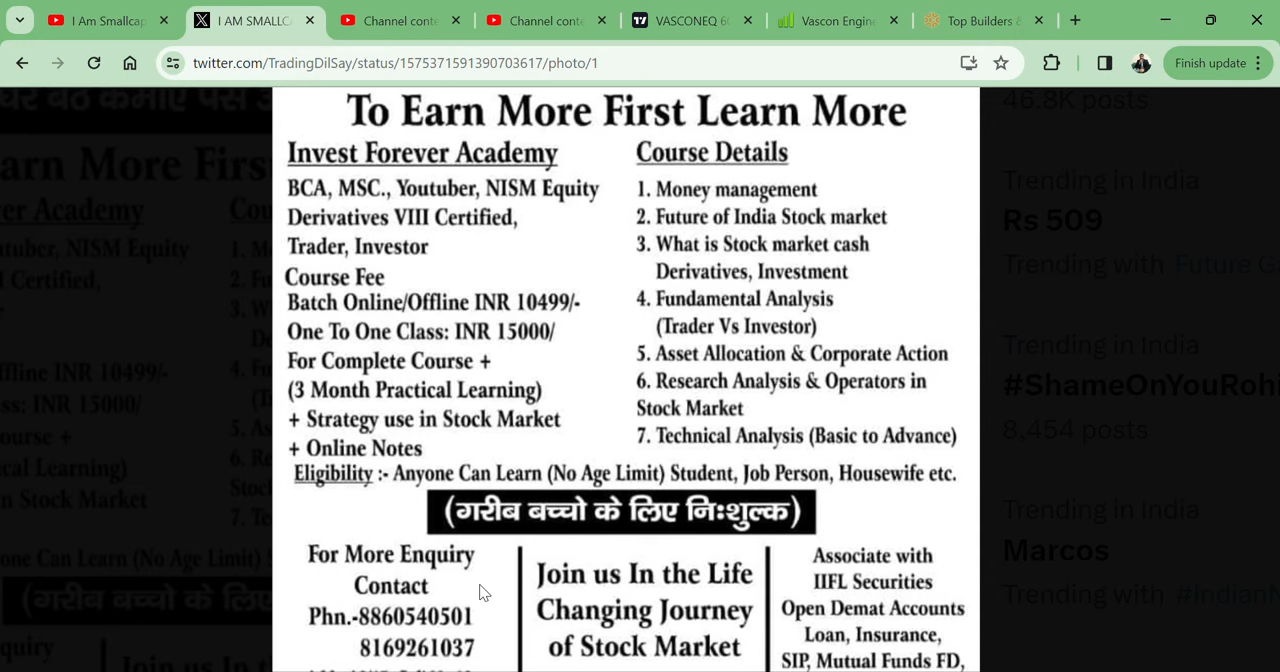 I Am Smallcap
I AM SMALLCA
Channel conte
Channel conte
VASCONEQ 60
Vascon Engine
Top Builders &
twitter.com/TradingDilSay/status/1575371591390703617/photo/1
Finish update
To Earn More First Learn More
Invest Forever Academy
BCA, MSC., Youtuber, NISM Equity
Derivatives VIII Certified,
Trader, Investor
Course Fee
Batch Online/Offline INR 10499/-
One To One Class: INR 15000/
For Complete Course +
(3 Month Practical Learning)
+ Strategy use in Stock Market
+ Online Notes
Course Details
1. Money management
2. Future of India Stock market
3. What is Stock market cash
Derivatives, Investment
4. Fundamental Analysis
(Trader Vs Investor)
5. Asset Allocation & Corporate Action
6. Research Analysis & Operators in
Stock Market
7. Technical Analysis (Basic to Advance)
Eligibility :- Anyone Can Learn (No Age Limit) Student, Job Person, Housewife etc.
(गरीब बच्चो के लिए निःशुल्क)
For More Enquiry
Contact
Phn.-8860540501
8169261037
Join us In the Life
Changing Journey
of Stock Market
Associate with
IIFL Securities
Open Demat Accounts
Loan, Insurance,
SIP, Mutual Funds FD,
46.8K posts
Trending in India
Rs 509
Trending with Future G
Trending in India
#ShameOnYouRohi
8,454 posts
Trending in India
Marcos
Trending with #IndianN